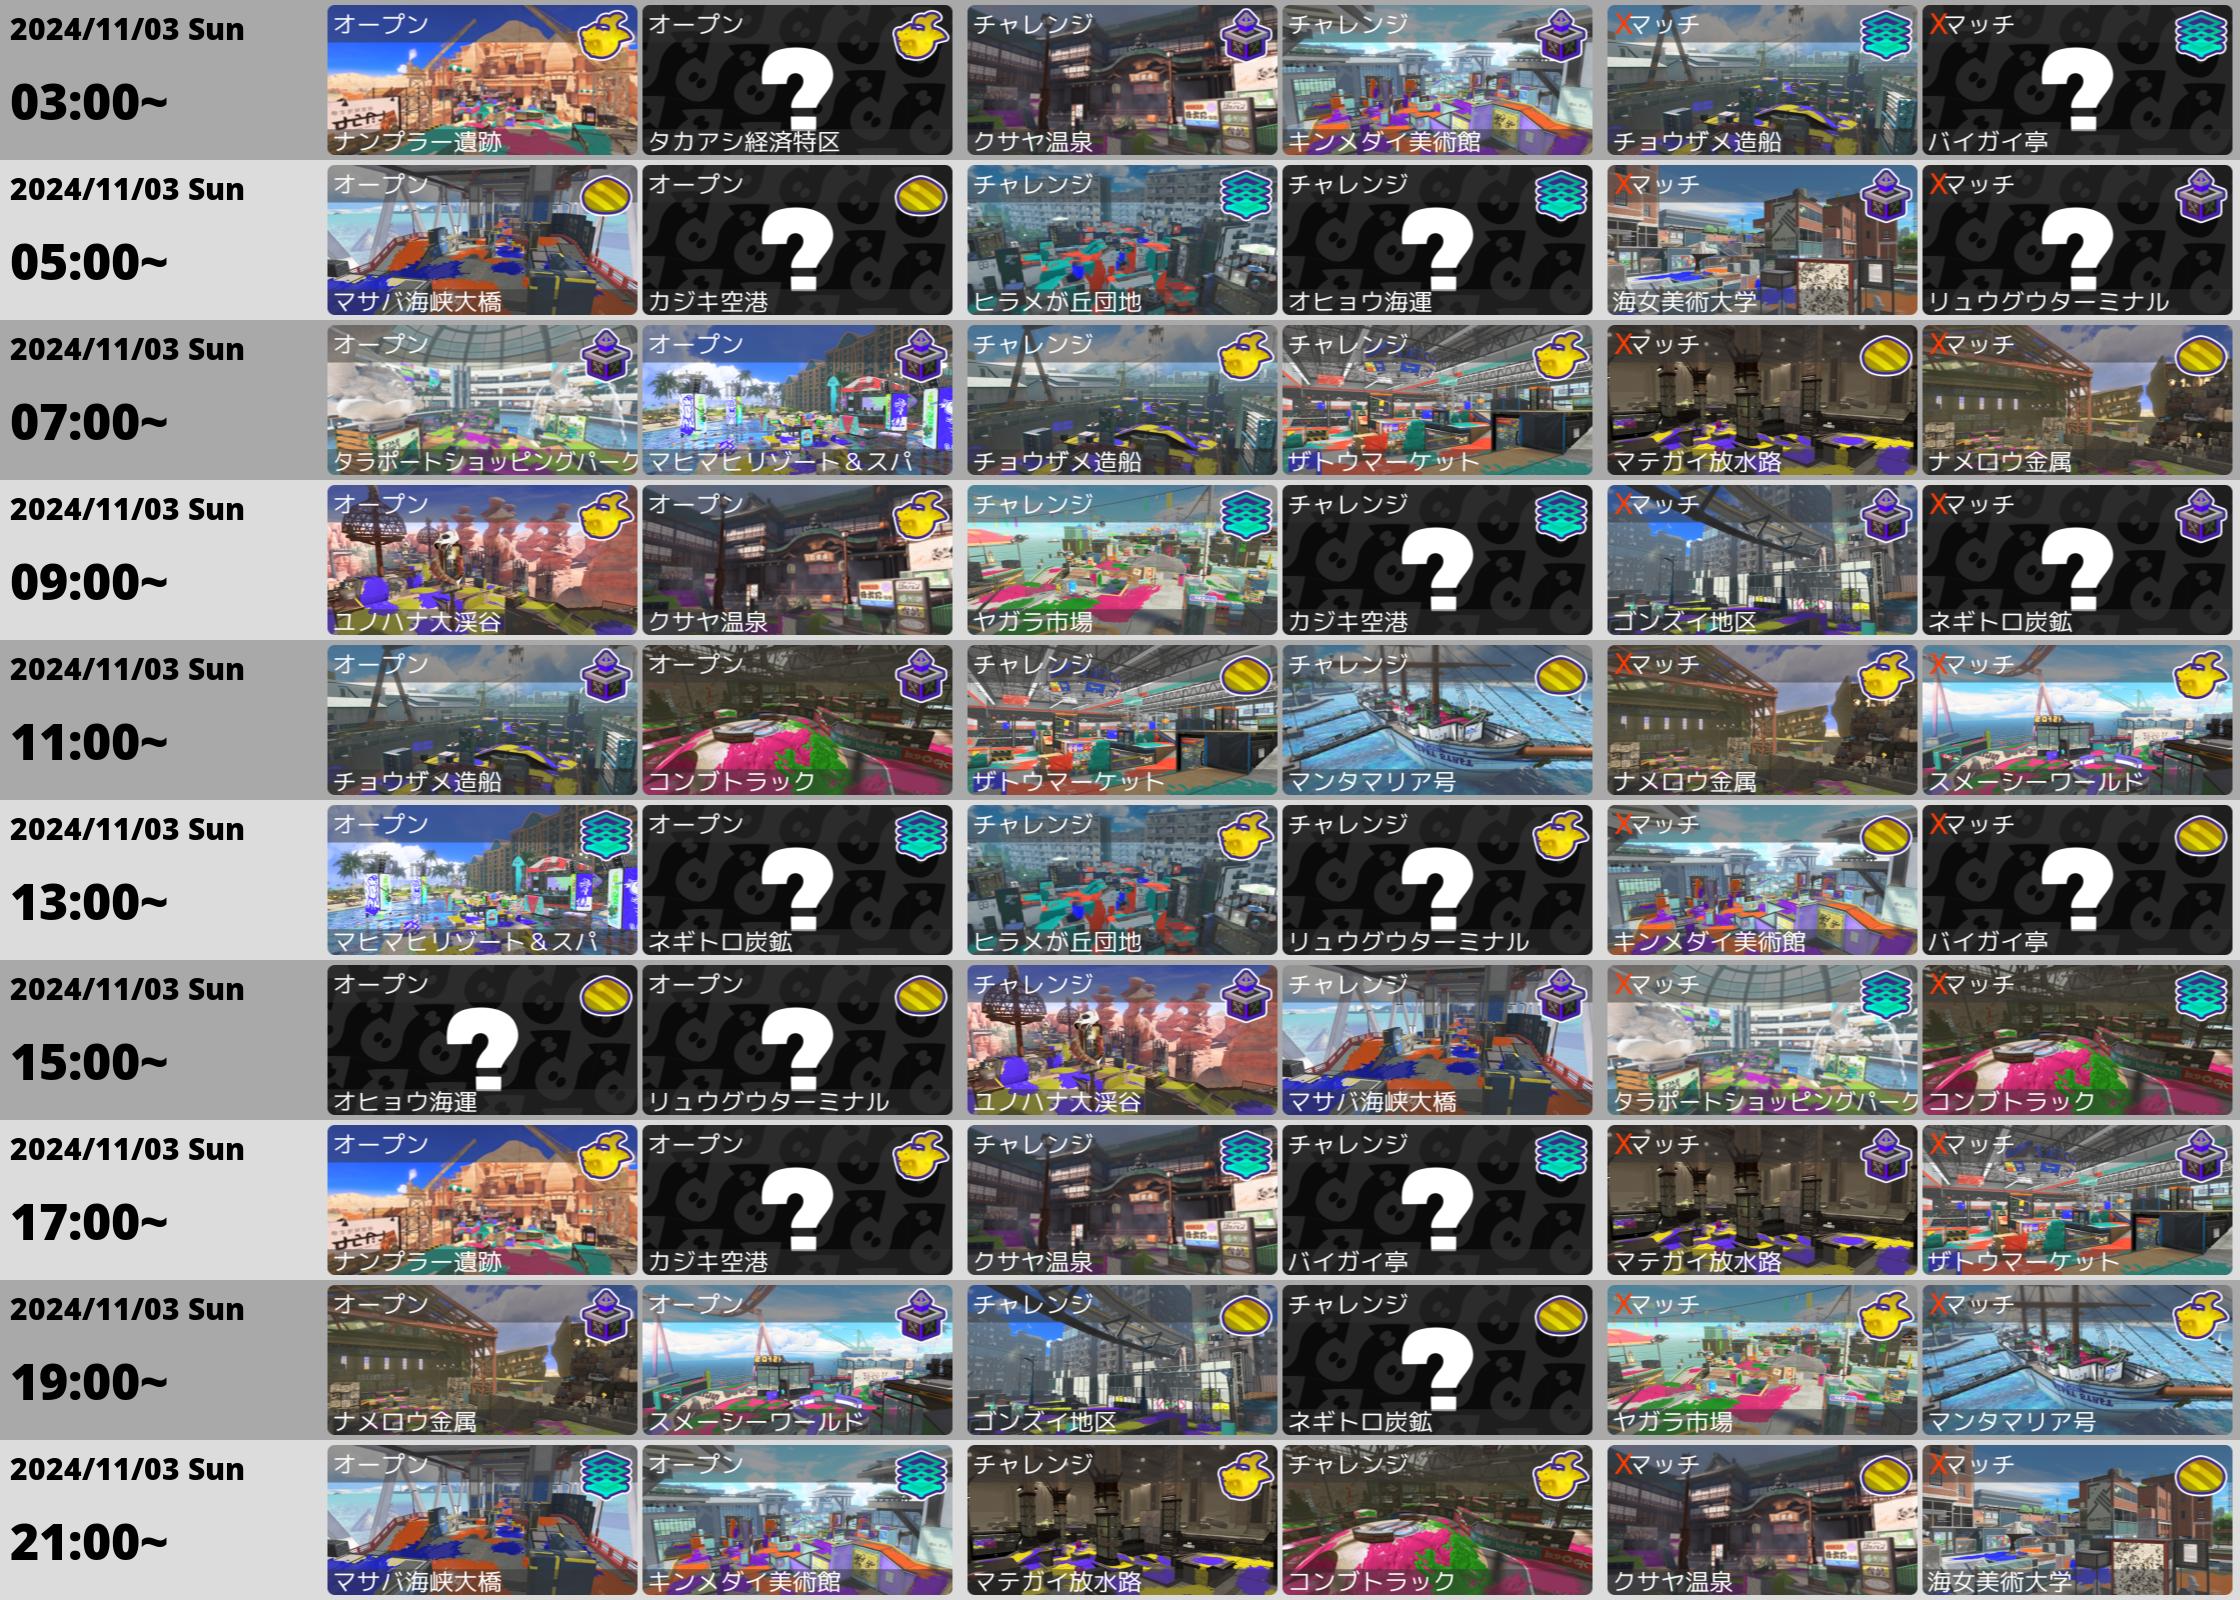 2024/11/03 Sun
03:00~
オープン
ナンプラー遺跡
オープン
タカアシ経済特区
チャレンジ
クサヤ温泉
チャレンジ
キンメダイ美術館
Xマッチ
チョウザメ造船
Xマッチ
バイガイ亭
2024/11/03 Sun
05:00~
オープン
マサバ海峡大橋
オープン
カジキ空港
チャレンジ
ヒラメが丘団地
チャレンジ
オヒョウ海運
Xマッチ
海女美術大学
Xマッチ
リュウグウターミナル
2024/11/03 Sun
07:00~
オープン
タラポートショッピングパーク
オープン
マヒマヒリゾート＆スパ
チャレンジ
チョウザメ造船
チャレンジ
ザトウマーケット
Xマッチ
マテガイ放水路
Xマッチ
ナメロウ金属
2024/11/03 Sun
09:00~
オープン
ユノハナ大渓谷
オープン
クサヤ温泉
チャレンジ
ヤガラ市場
チャレンジ
カジキ空港
Xマッチ
ゴンズイ地区
Xマッチ
ネギトロ炭鉱
2024/11/03 Sun
11:00~
オープン
チョウザメ造船
オープン
コンブトラック
チャレンジ
ザトウマーケット
チャレンジ
マンタマリア号
Xマッチ
ナメロウ金属
Xマッチ
スメーシーワールド
2024/11/03 Sun
13:00~
オープン
マヒマヒリゾート＆スパ
オープン
ネギトロ炭鉱
チャレンジ
ヒラメが丘団地
チャレンジ
リュウグウターミナル
Xマッチ
キンメダイ美術館
Xマッチ
バイガイ亭
2024/11/03 Sun
15:00~
オープン
オヒョウ海運
オープン
リュウグウターミナル
チャレンジ
ユノハナ大渓谷
チャレンジ
マサバ海峡大橋
Xマッチ
タラポートショッピングパーク
Xマッチ
コンブトラック
2024/11/03 Sun
17:00~
オープン
ナンプラー遺跡
オープン
カジキ空港
チャレンジ
クサヤ温泉
チャレンジ
バイガイ亭
Xマッチ
マテガイ放水路
Xマッチ
ザトウマーケット
2024/11/03 Sun
19:00~
オープン
ナメロウ金属
オープン
スメーシーワールド
チャレンジ
ゴンズイ地区
チャレンジ
ネギトロ炭鉱
Xマッチ
ヤガラ市場
Xマッチ
マンタマリア号
2024/11/03 Sun
21:00~
オープン
マサバ海峡大橋
オープン
キンメダイ美術館
チャレンジ
マテガイ放水路
チャレンジ
コンブトラック
Xマッチ
クサヤ温泉
Xマッチ
海女美術大学